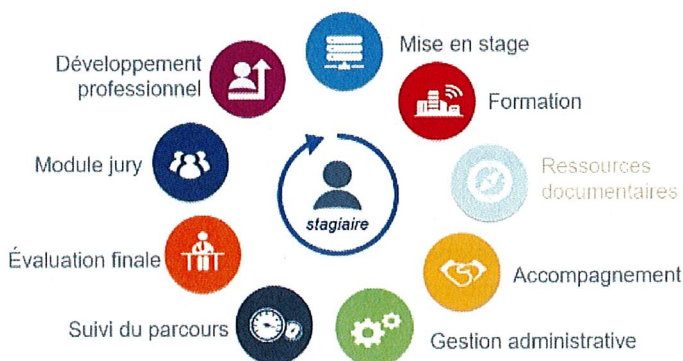 Mise en stage
Formation
Ressources
documentaires
Accompagnement
Gestion administrative
Suivi du parcours
Évaluation finale
Module jury
Développement
professionnel
stagiaire